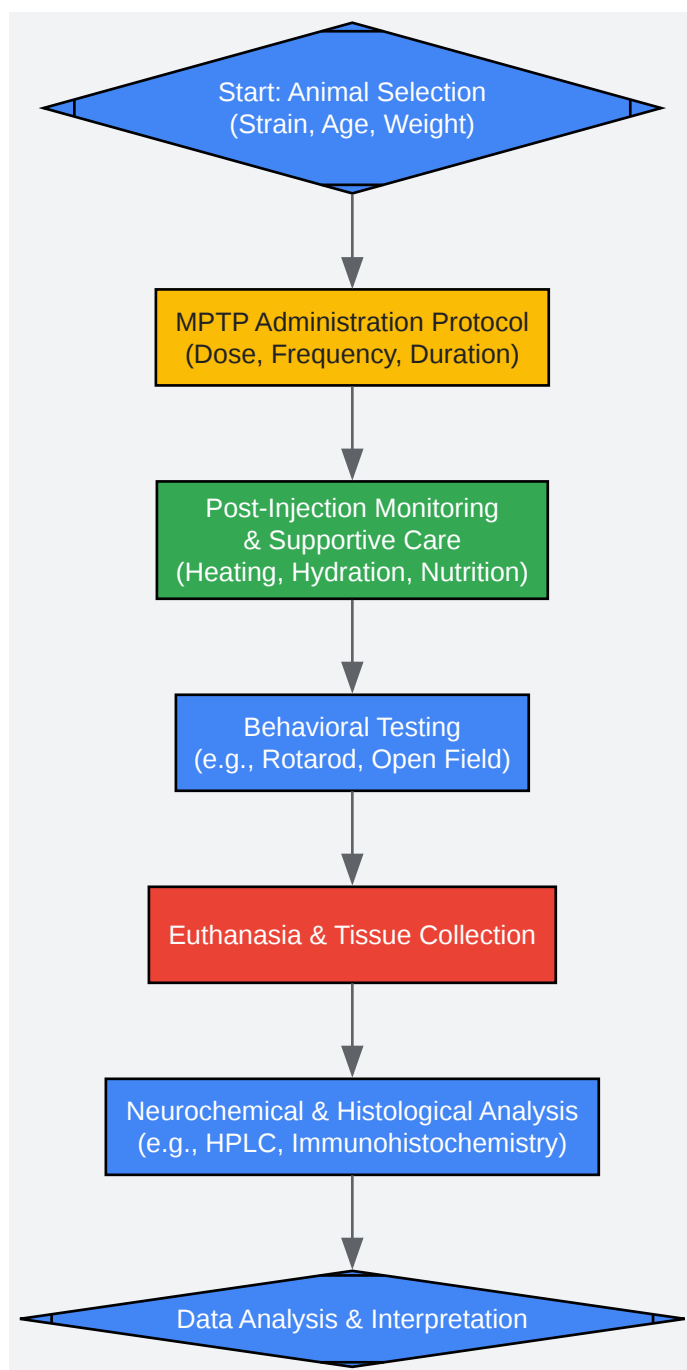 Start: Animal Selection
(Strain, Age, Weight)
MPTP Administration Protocol
(Dose, Frequency, Duration)
Post-Injection Monitoring
& Supportive Care
(Heating, Hydration, Nutrition)
Behavioral Testing
(e.g., Rotarod, Open Field)
Euthanasia & Tissue Collection
Neurochemical & Histological Analysis
(e.g., HPLC, Immunohistochemistry)
Data Analysis & Interpretation